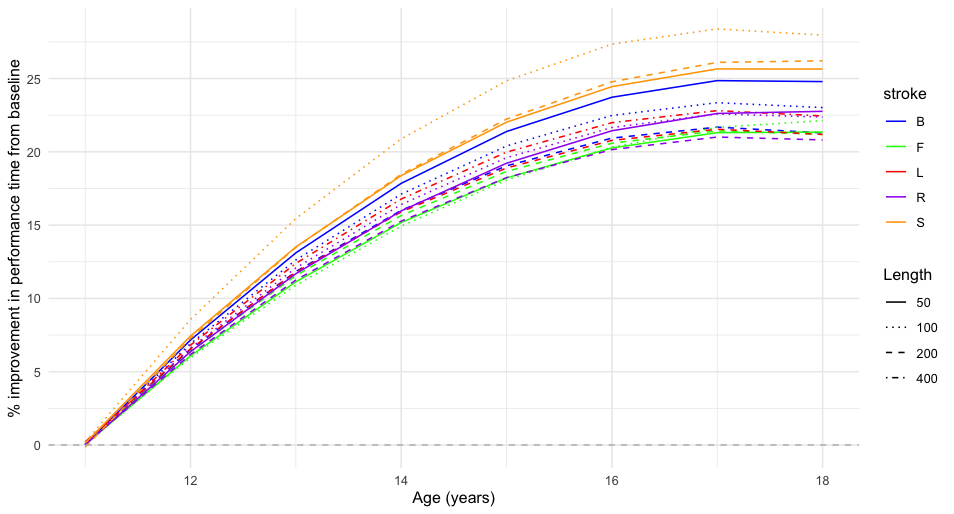 % improvement in performance time from baseline
25
20
15
10
5
0
12
14
16
18
Age (years)
stroke
B
F
L
R
S
Length
50
100
200
400